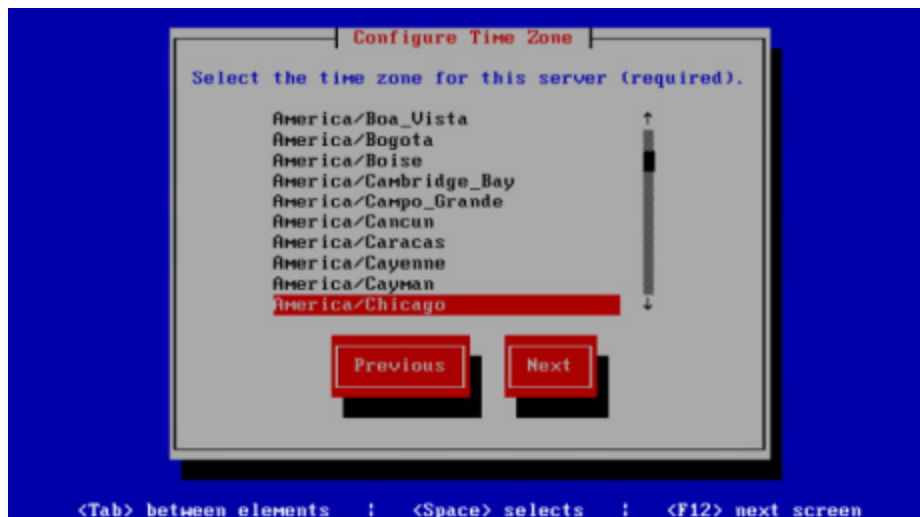 Configure Time Zone
Select the time zone for this server (required).
America/Boa_Vista
America/Bogota
America/Boise
America/Cambridge_Bay
America/Campo_Grande
America/Cancun
America/Caracas
America/Cayenne
America/Cayman
America/Chicago
Previous Next
<Tab> between elements | <Space> selects | <F12> next screen